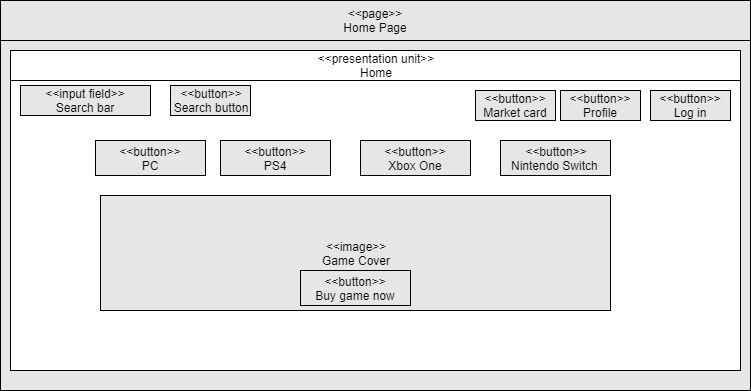 <<page>>
Home Page
<<presentation unit>>
Home
<<input field>>
Search bar
<<button>>
Search button
<<button>>
Market card
<<button>>
Profile
<<button>>
Log in
<<button>>
PC
<<button>>
PS4
<<button>>
Xbox One
<<button>>
Nintendo Switch
<<image>>
Game Cover
<<button>>
Buy game now